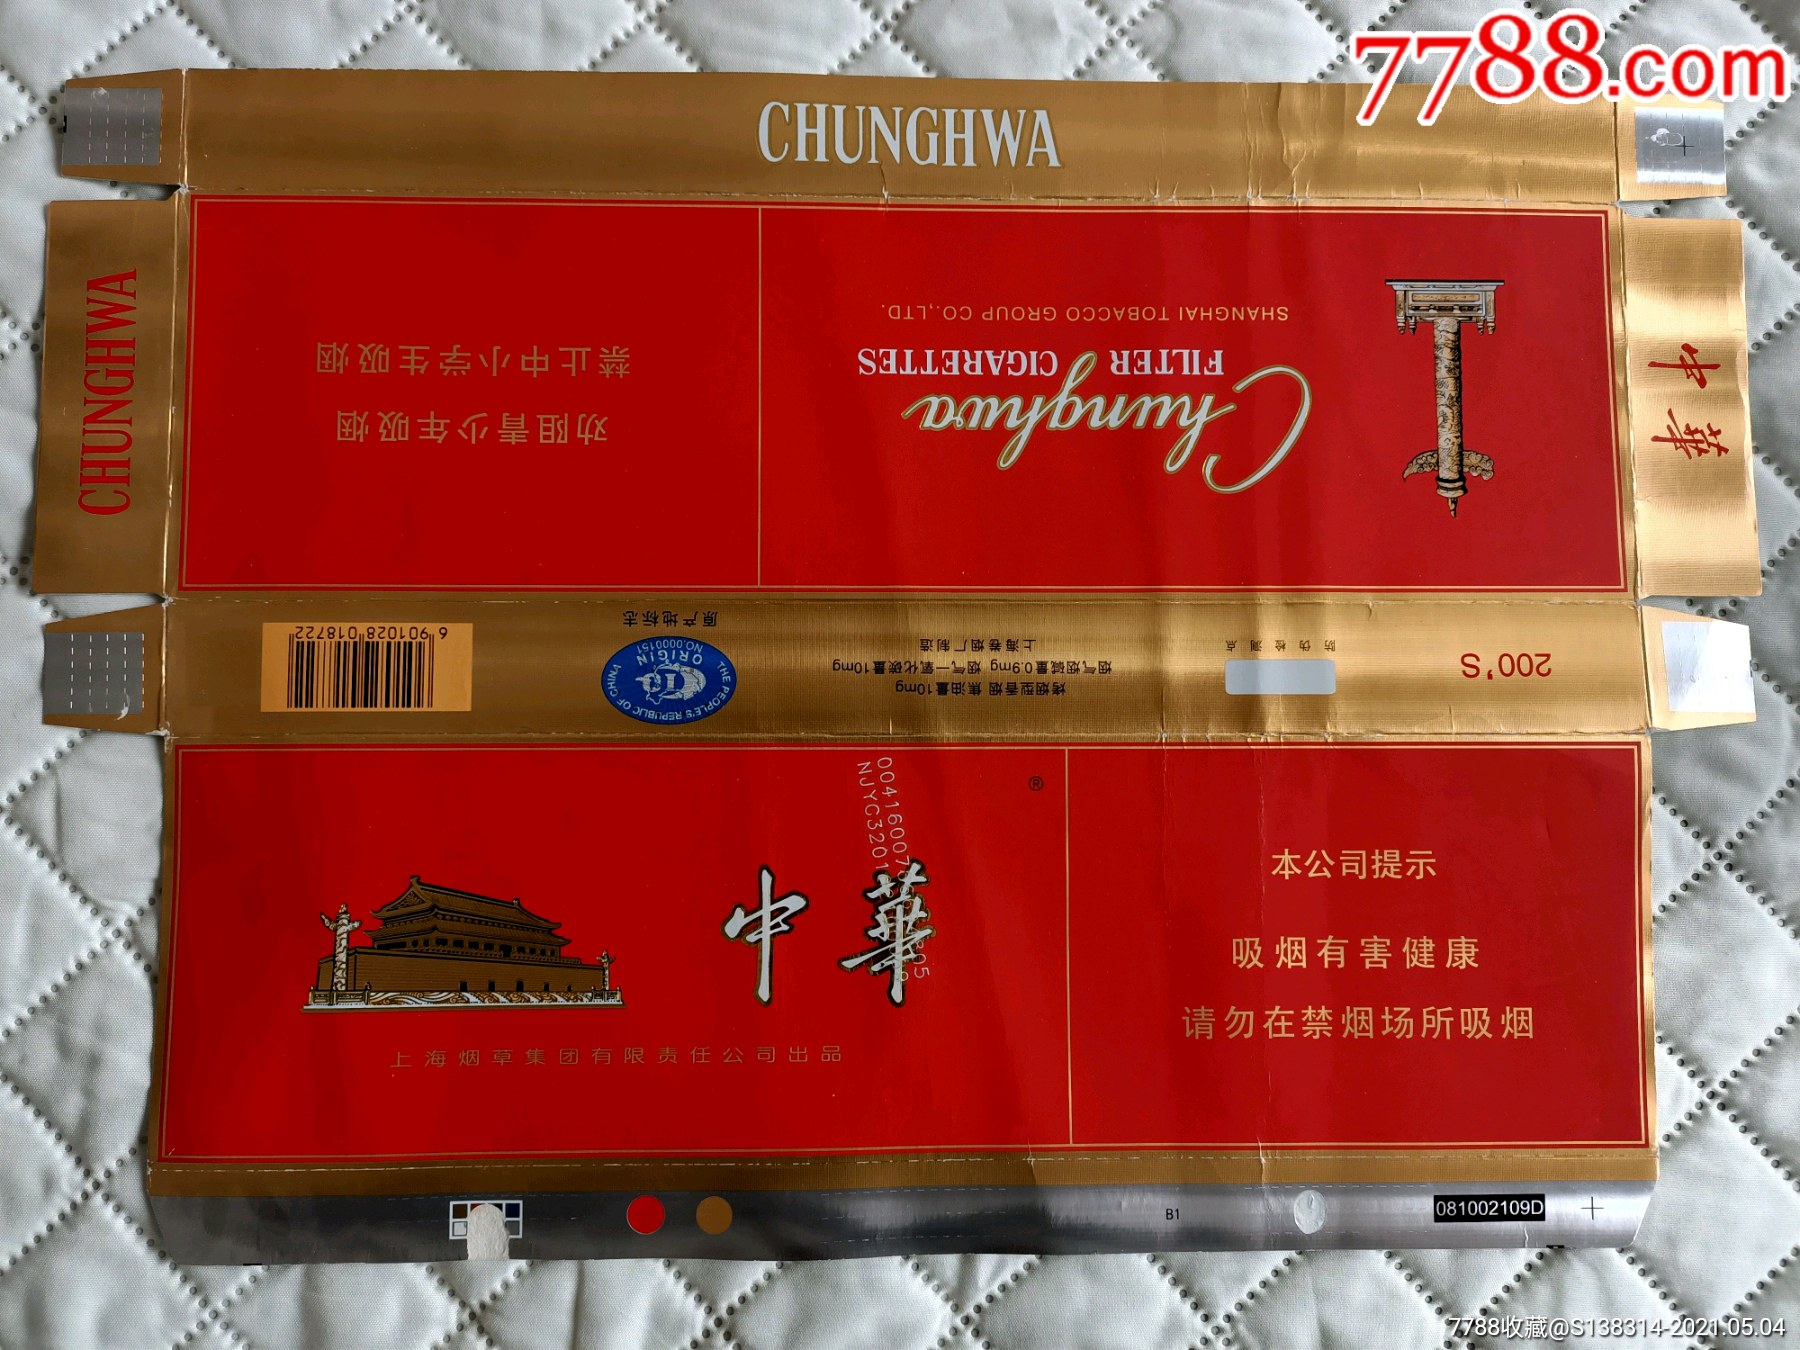 7788.com
CHUNGHWA
CHUNGHWA
禁止中小学生吸烟
劝阻青少年吸烟
SHANGHAI TOBACCO GROUP CO.,LTD.
FILTER CIGARETTES
Chunghwa
中華
6 901028 018722
原产地标志
THE PEOPLE'S REPUBLIC OF CHINA
ORIGIN
NO.0000151
烤烟型香烟 焦油量10mg
烟气烟碱量0.9mg 烟气一氧化碳量10mg
上海卷烟厂制造
防伪检测点
200'S
中華
®
上海烟草集团有限责任公司出品
本公司提示
吸烟有害健康
请勿在禁烟场所吸烟
B1
081002109D
7788收藏@S138314-2021.05.04